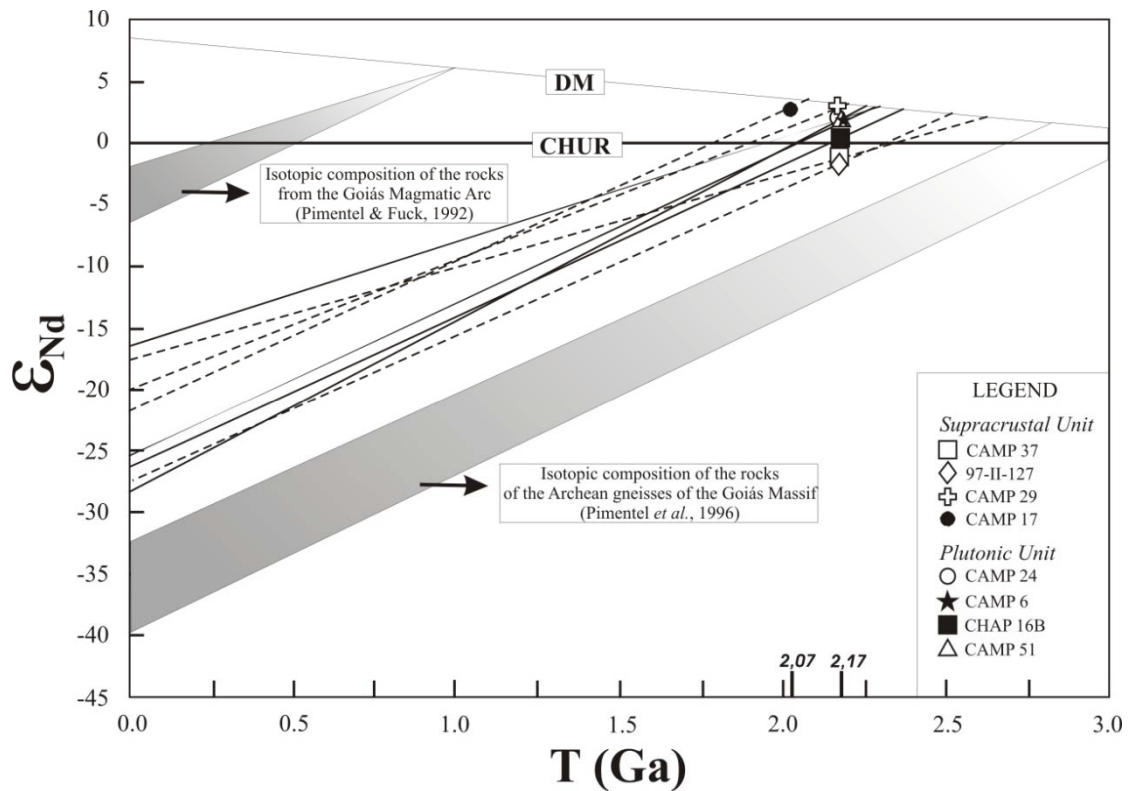 10
5
0
-5
-10
-15
-20
-25
-30
-35
-40
-45
εNd
DM
CHUR
Isotopic composition of the rocks
from the Goiás Magmatic Arc
(Pimentel & Fuck, 1992)
Isotopic composition of the rocks
of the Archean gneisses of the Goiás Massif
(Pimentel et al., 1996)
LEGEND
Supracrustal Unit
CAMP 37
97-II-127
CAMP 29
CAMP 17
Plutonic Unit
CAMP 24
CAMP 6
CHAP 16B
CAMP 51
2,07 2,17
0.0 0.5 1.0 1.5 2.0 2.5 3.0
T (Ga)